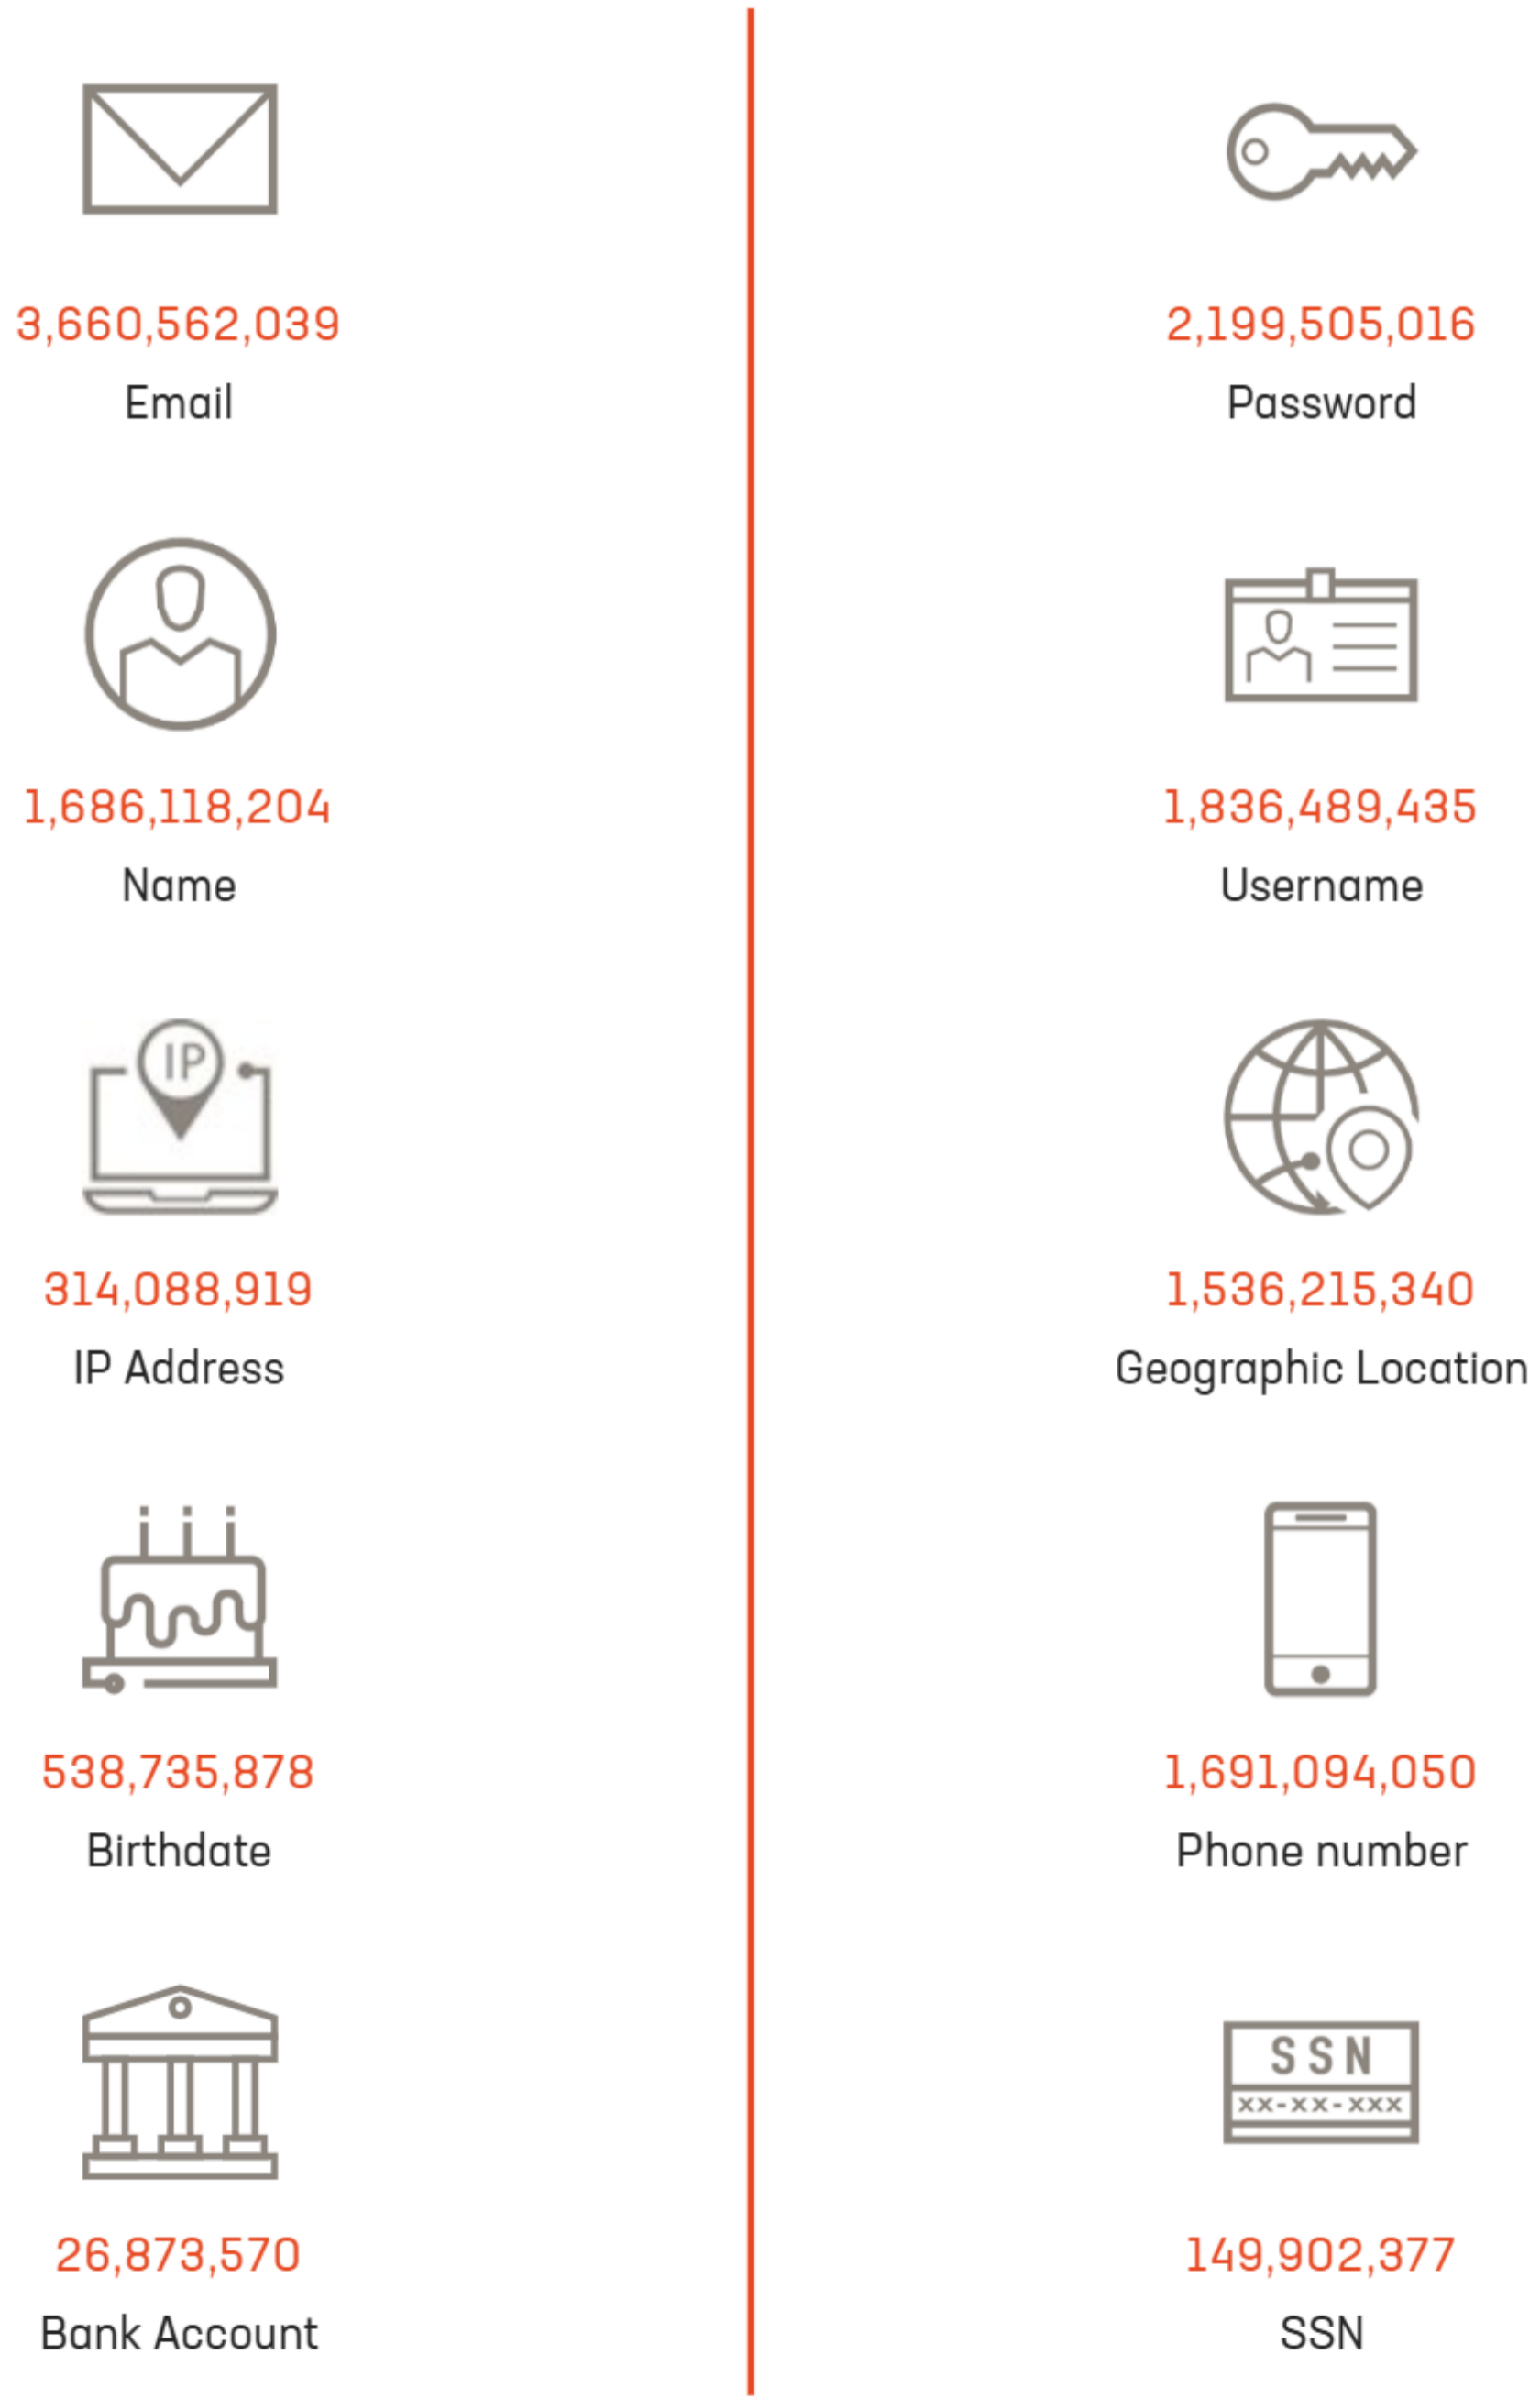 3,660,562,039
Email
2,199,505,016
Password
1,686,118,204
Name
1,836,489,435
Username
IP
314,088,919
IP Address
1,536,215,340
Geographic Location
538,735,878
Birthdate
1,691,094,050
Phone number
26,873,570
Bank Account
SSN
xx-xx-xxx
149,902,377
SSN